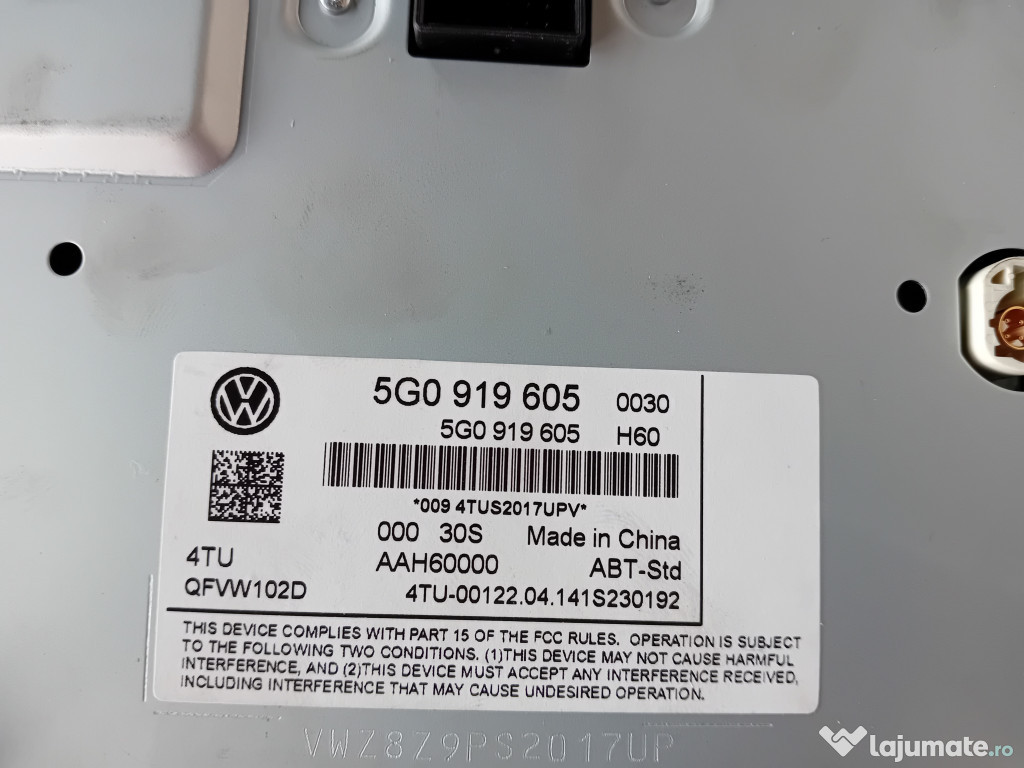 5G0 919 605 0030
5G0 919 605 H60
*009 4TUS2017UPV*
000 30S Made in China
4TU AAH60000 ABT-Std
QFVW102D 4TU-00122.04.141S230192
THIS DEVICE COMPLIES WITH PART 15 OF THE FCC RULES. OPERATION IS SUBJECT
TO THE FOLLOWING TWO CONDITIONS. (1)THIS DEVICE MAY NOT CAUSE HARMFUL
INTERFERENCE, AND (2)THIS DEVICE MUST ACCEPT ANY INTERFERENCE RECEIVED,
INCLUDING INTERFERENCE THAT MAY CAUSE UNDESIRED OPERATION.
VWZ8Z9PS2017UP
lajumate.ro